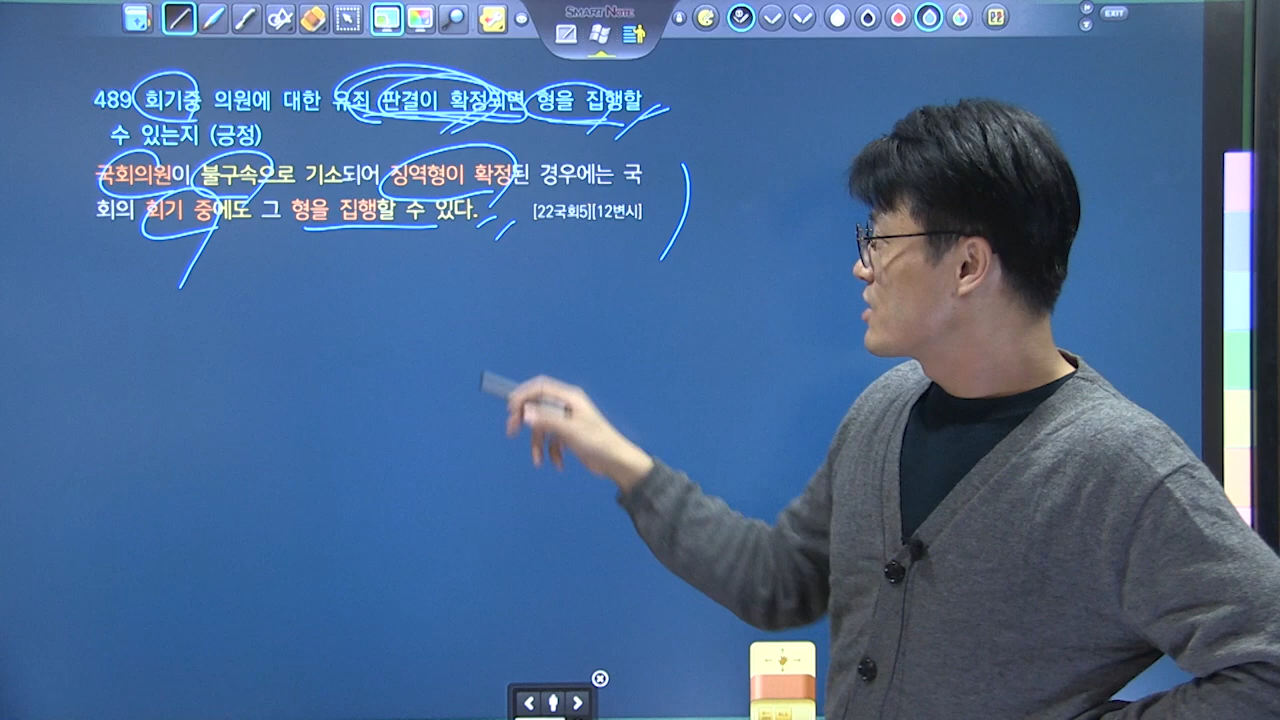 SMART NOTE
EXIT
489 회기중 의원에 대한 유죄 판결이 확정되면 형을 집행할
수 있는지 (긍정)
국회의원이 불구속으로 기소되어 징역형이 확정된 경우에는 국
회의 회기 중에도 그 형을 집행할 수 있다. [22국회5][12변시]